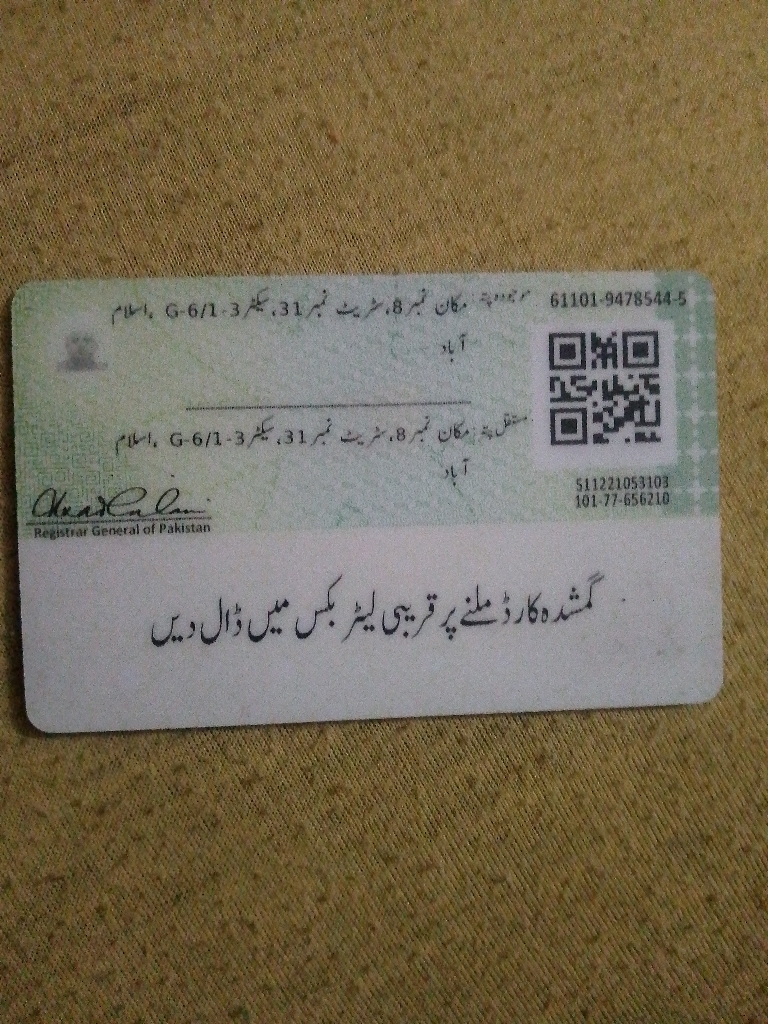 61101-9478544-5
موجودہ پتہ: مکان نمبر 8، سٹریٹ نمبر 31، سیکٹر G-6/1-3، اسلام
آباد
مستقل پتہ: مکان نمبر 8، سٹریٹ نمبر 31، سیکٹر G-6/1-3، اسلام
آباد
511221053103
101-77-656210
Registrar General of Pakistan
گمشدہ کارڈ ملنے پر قریبی لیٹر بکس میں ڈال دیں